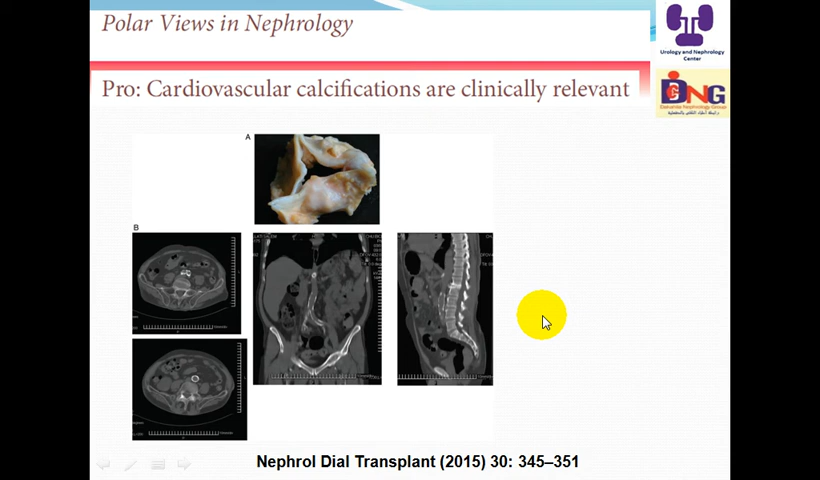 Polar Views in Nephrology
Urology and Nephrology
Center
Pro: Cardiovascular calcifications are clinically relevant
DNG
A
B
Nephrol Dial Transplant (2015) 30: 345–351